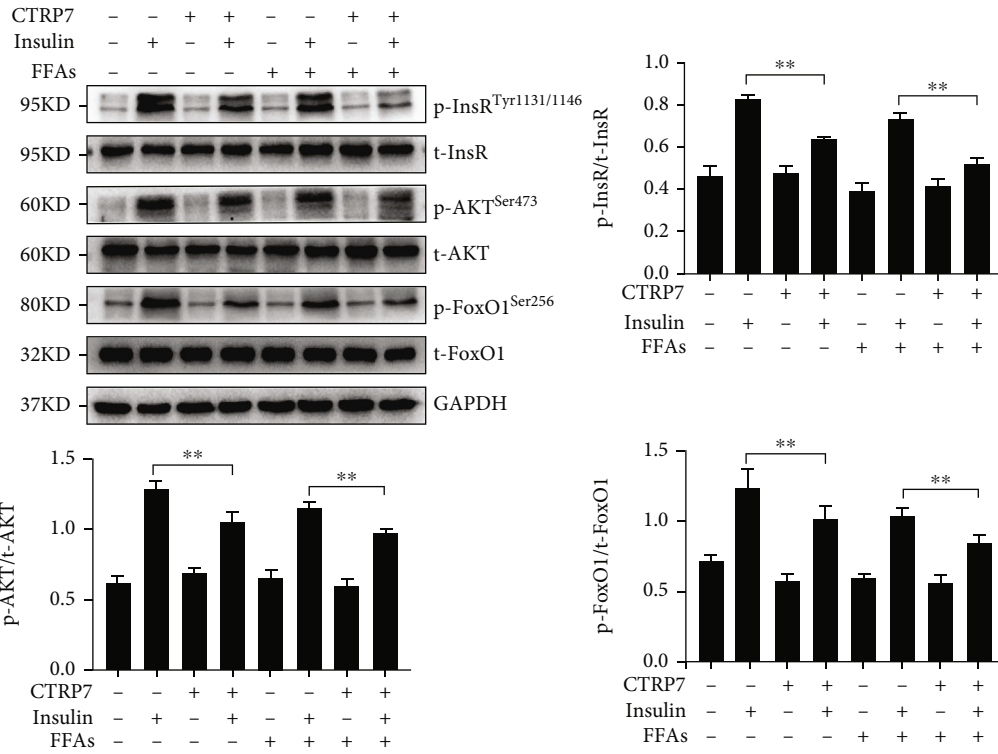 CTRP7 – – + + – – + +
Insulin – + – + – + – +
FFAs – – – – + + + +
95KD p-InsR^Tyr1131/1146
95KD t-InsR
60KD p-AKT^Ser473
60KD t-AKT
80KD p-FoxO1^Ser256
32KD t-FoxO1
37KD GAPDH
p-InsR/t-InsR
1.0
0.8
0.6
0.4
0.2
0.0
** **
CTRP7 – – + + – – + +
Insulin – + – + – + – +
FFAs – – – – + + + +
p-AKT/t-AKT
1.5
1.0
0.5
0.0
** **
CTRP7 – – + + – – + +
Insulin – + – + – + – +
FFAs – – – – + + + +
p-FoxO1/t-FoxO1
1.5
1.0
0.5
0.0
** **
CTRP7 – – + + – – + +
Insulin – + – + – + – +
FFAs – – – – + + + +